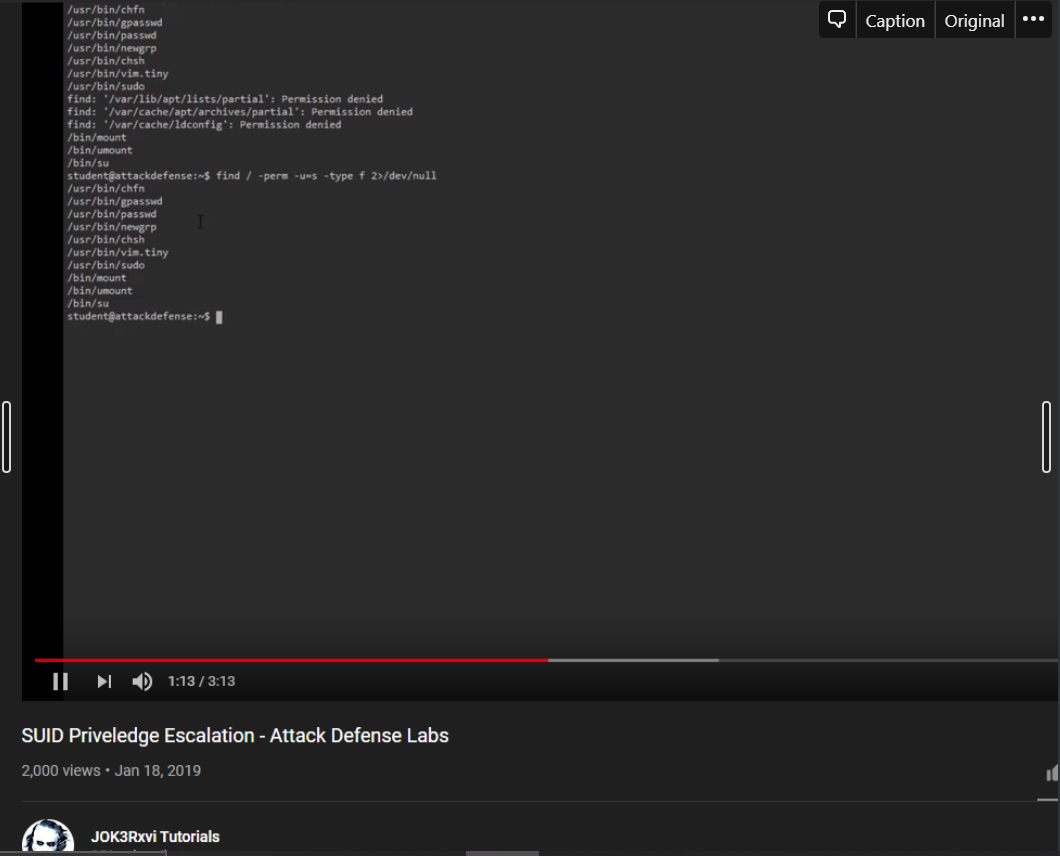 /usr/bin/chfn
Caption Original
/usr/bin/gpasswd
/usr/bin/passwd
/usr/bin/newgrp
/usr/bin/chsh
/usr/bin/vim.tiny
/usr/bin/sudo
find: '/var/lib/apt/lists/partial': Permission denied
find: '/var/cache/apt/archives/partial': Permission denied
find: '/var/cache/ldconfig': Permission denied
/bin/mount
/bin/umount
/bin/su
student@attackdefense:~$ find / -perm -u=s -type f 2>/dev/null
/usr/bin/chfn
/usr/bin/gpasswd
/usr/bin/passwd
/usr/bin/newgrp
/usr/bin/chsh
/usr/bin/vim.tiny
/usr/bin/sudo
/bin/mount
/bin/umount
/bin/su
student@attackdefense:~$
1:13 / 3:13
SUID Priveledge Escalation - Attack Defense Labs
2,000 views • Jan 18, 2019
JOK3Rxvi Tutorials